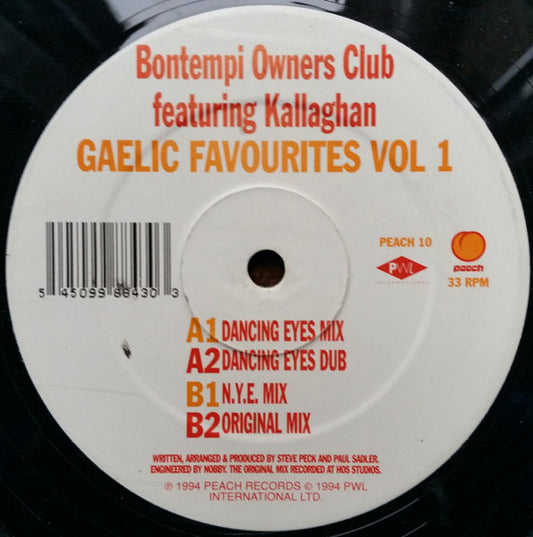 Bontempi Owners Club
featuring Kallaghan
GAELIC FAVOURITES VOL 1
PEACH 10
PWL
INTERNATIONAL
peach
33 RPM
5 45099 88430 3
A1 DANCING EYES MIX
A2 DANCING EYES DUB
B1 N.Y.E. MIX
B2 ORIGINAL MIX
WRITTEN, ARRANGED & PRODUCED BY STEVE PECK AND PAUL SADLER.
ENGINEERED BY NOBBY. THE ORIGINAL MIX RECORDED AT HOS STUDIOS.
℗ 1994 PEACH RECORDS © 1994 PWL
INTERNATIONAL LTD.